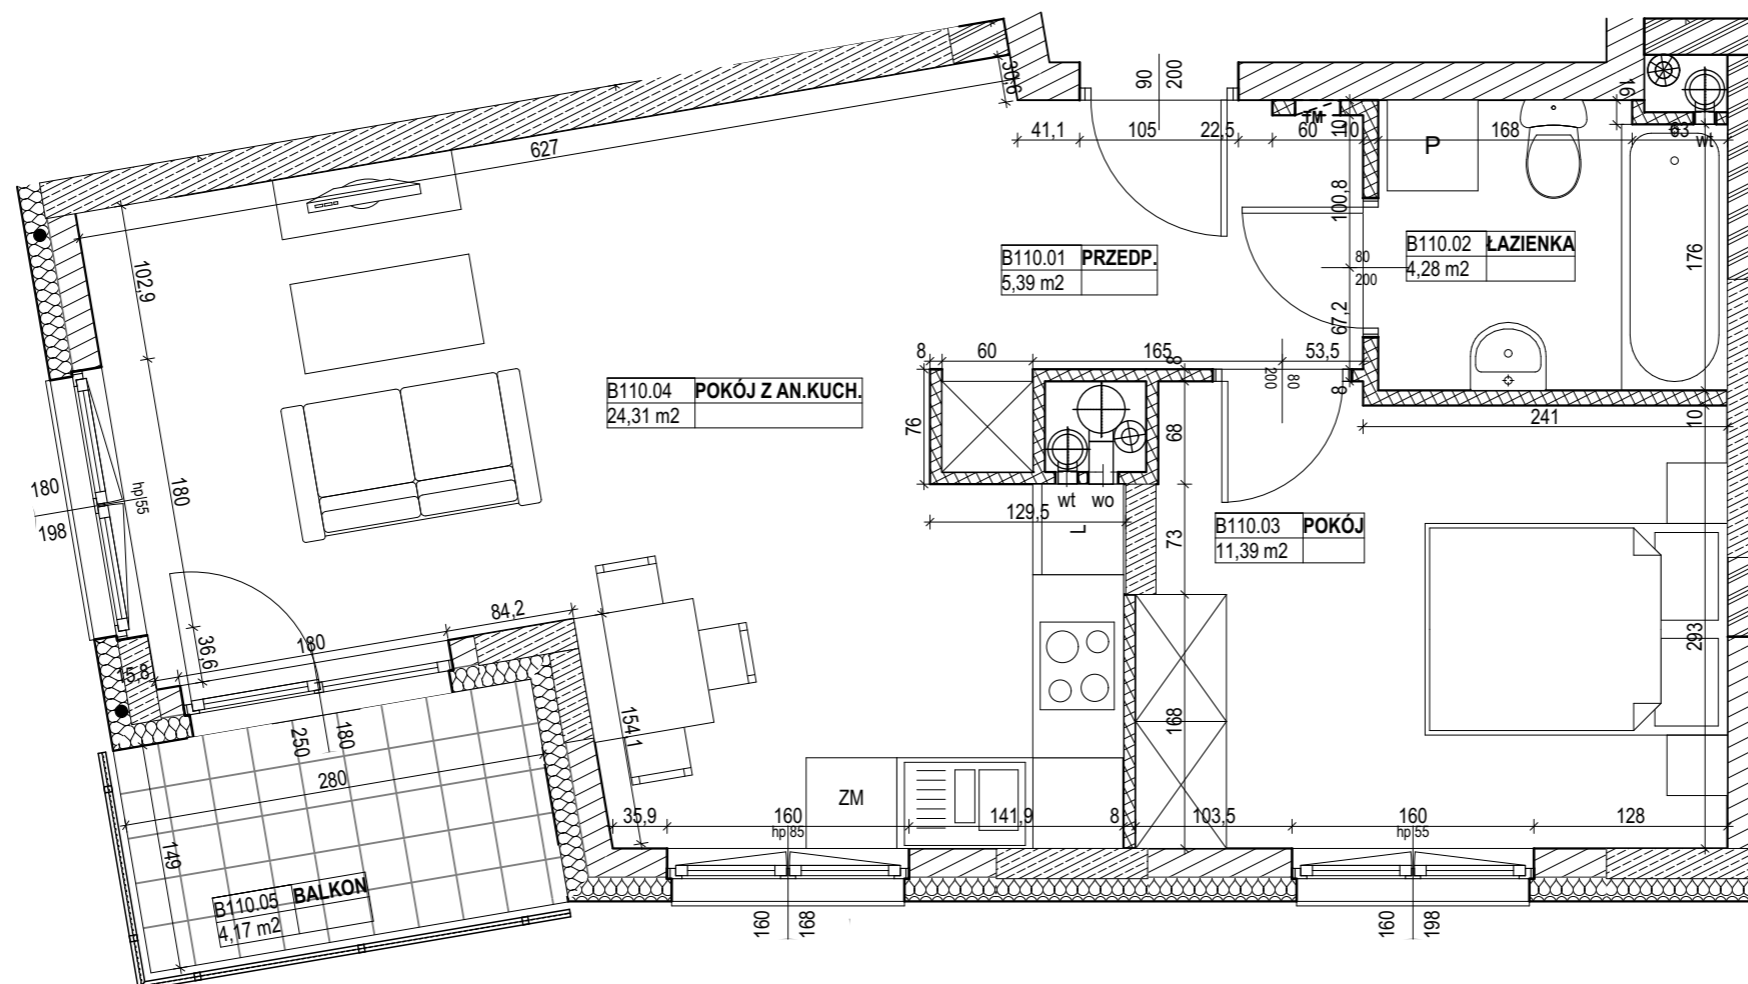 90
200
30,6
41,1
105
22,5
60
10
TM
10
168
16
63
wt
P
627
100,8
102,9
B110.01 PRZEDP.
5,39 m2
80
200
B110.02 ŁAZIENKA
4,28 m2
176
67,2
8
60
165
8
53,5
80
200
8
B110.04 POKÓJ Z AN.KUCH.
24,31 m2
76
68
241
10
180
198
hp 55
180
wt
wo
129,5
L
73
B110.03 POKÓJ
11,39 m2
84,2
180
36,6
15,8
293
154,1
168
250
180
280
149
ZM
35,9
160
hp 85
141,9
8
103,5
160
hp 55
128
B110.05 BALKON
4,17 m2
160
168
160
198